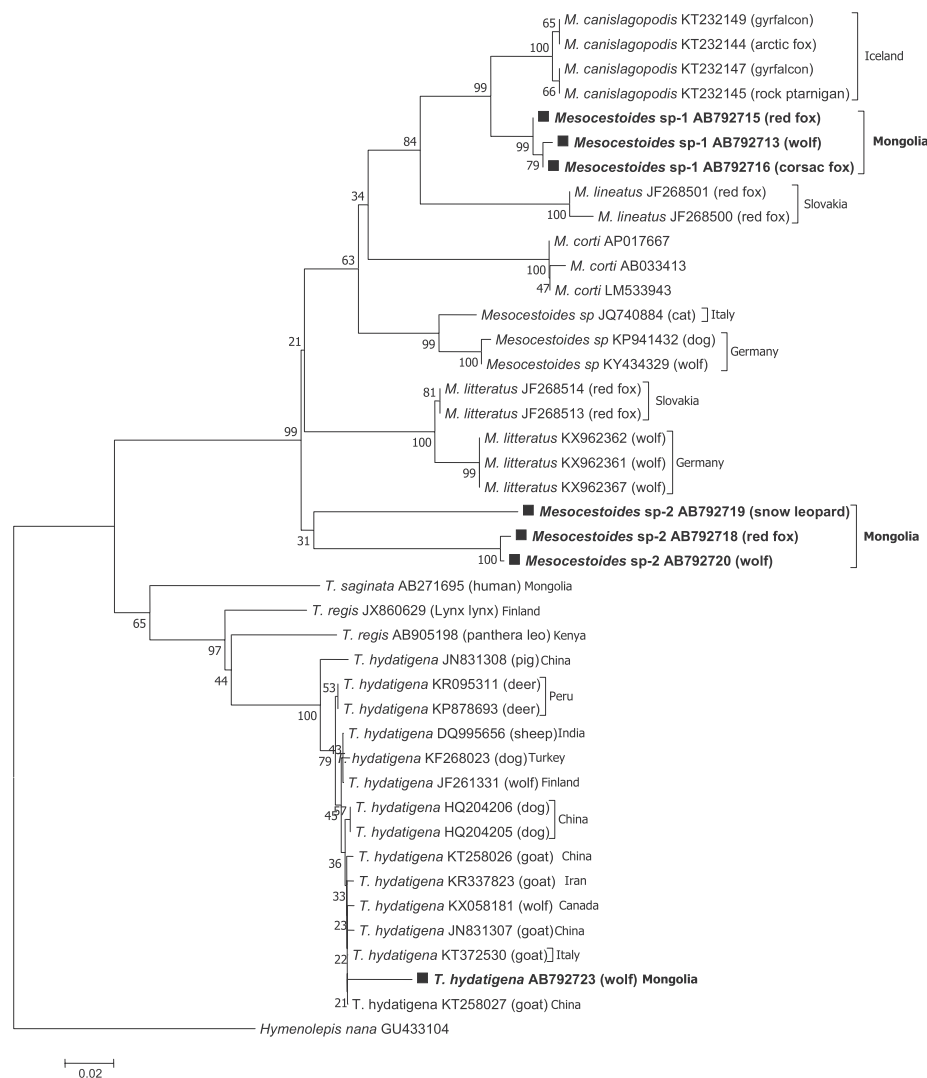 65 M. canislagopodis KT232149 (gyrfalcon)
100 M. canislagopodis KT232144 (arctic fox)
Iceland
M. canislagopodis KT232147 (gyrfalcon)
99 66 M. canislagopodis KT232145 (rock ptarnigan)
Mesocestoides sp-1 AB792715 (red fox)
84 99 Mesocestoides sp-1 AB792713 (wolf) Mongolia
79 Mesocestoides sp-1 AB792716 (corsac fox)
34 M. lineatus JF268501 (red fox)
Slovakia
100 M. lineatus JF268500 (red fox)
M. corti AP017667
63 100 M. corti AB033413
47 M. corti LM533943
Mesocestoides sp JQ740884 (cat) Italy
21 99 Mesocestoides sp KP941432 (dog)
Germany
100 Mesocestoides sp KY434329 (wolf)
81 M. litteratus JF268514 (red fox)
Slovakia
M. litteratus JF268513 (red fox)
99 100 M. litteratus KX962362 (wolf)
M. litteratus KX962361 (wolf) Germany
99 M. litteratus KX962367 (wolf)
Mesocestoides sp-2 AB792719 (snow leopard)
31 Mesocestoides sp-2 AB792718 (red fox) Mongolia
100 Mesocestoides sp-2 AB792720 (wolf)
T. saginata AB271695 (human) Mongolia
65 T. regis JX860629 (Lynx lynx) Finland
97 T. regis AB905198 (panthera leo) Kenya
44 T. hydatigena JN831308 (pig) China
53 T. hydatigena KR095311 (deer)
Peru
100 T. hydatigena KP878693 (deer)
T. hydatigena DQ995656 (sheep) India
43
79 T. hydatigena KF268023 (dog) Turkey
T. hydatigena JF261331 (wolf) Finland
45 57 T. hydatigena HQ204206 (dog)
China
T. hydatigena HQ204205 (dog)
36 T. hydatigena KT258026 (goat) China
T. hydatigena KR337823 (goat) Iran
33 T. hydatigena KX058181 (wolf) Canada
23 T. hydatigena JN831307 (goat) China
22 T. hydatigena KT372530 (goat) Italy
T. hydatigena AB792723 (wolf) Mongolia
21 T. hydatigena KT258027 (goat) China
Hymenolepis nana GU433104
0.02